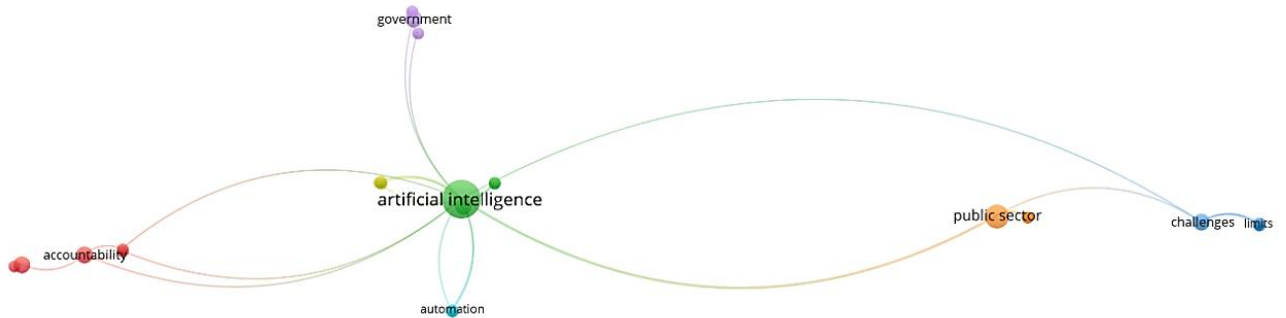 government
artificial intelligence
public sector
challenges
limits
accountability
automation